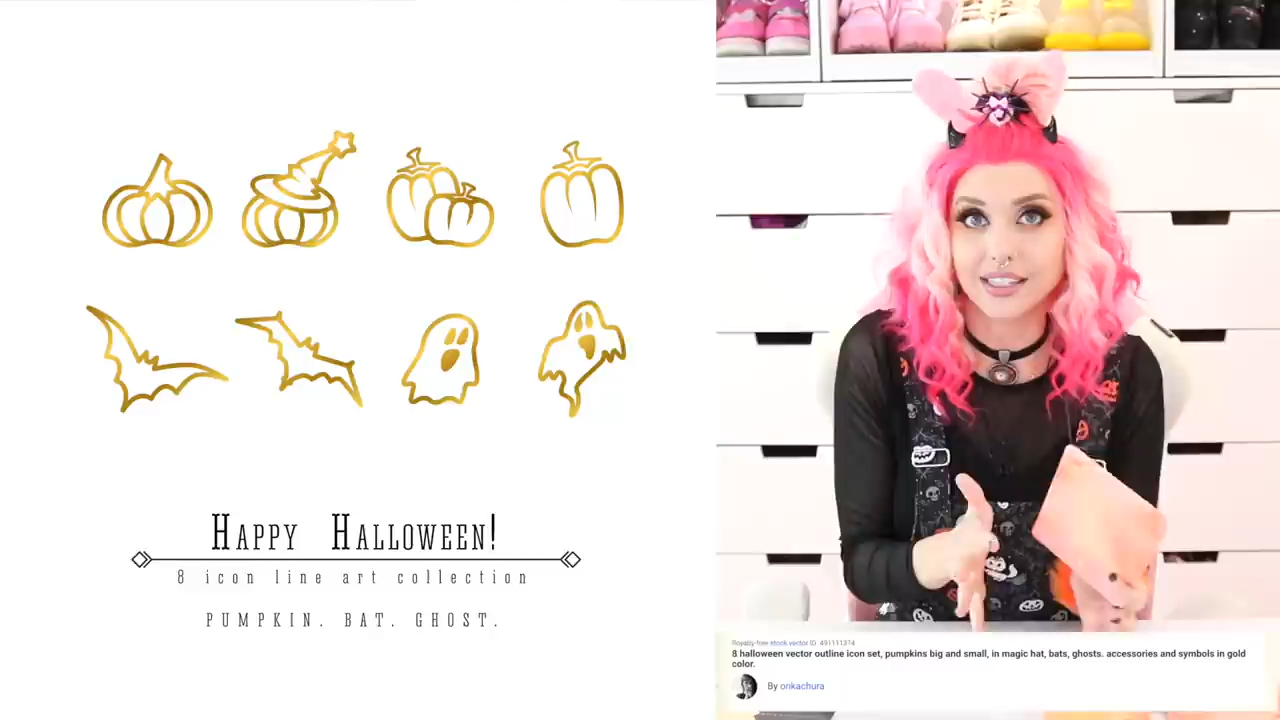 Happy Halloween!
8 icon line art collection
PUMPKIN. BAT. GHOST.
Royalty-free stock vector ID: 491111374
8 halloween vector outline icon set, pumpkins big and small, in magic hat, bats, ghosts. accessories and symbols in gold
color.
By orikachura